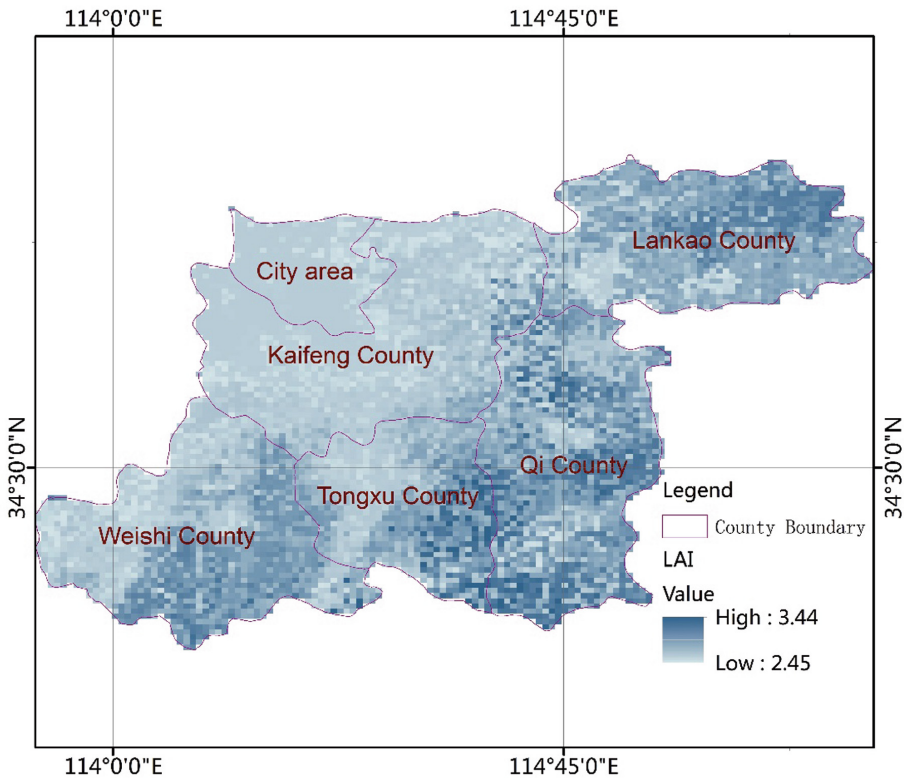 114°0'0"E 114°45'0"E
Lankao County
City area
Kaifeng County
34°30'0"N 34°30'0"N
Qi County
Tongxu County
Weishi County
Legend
County Boundary
LAI
Value
High : 3.44
Low : 2.45
114°0'0"E 114°45'0"E